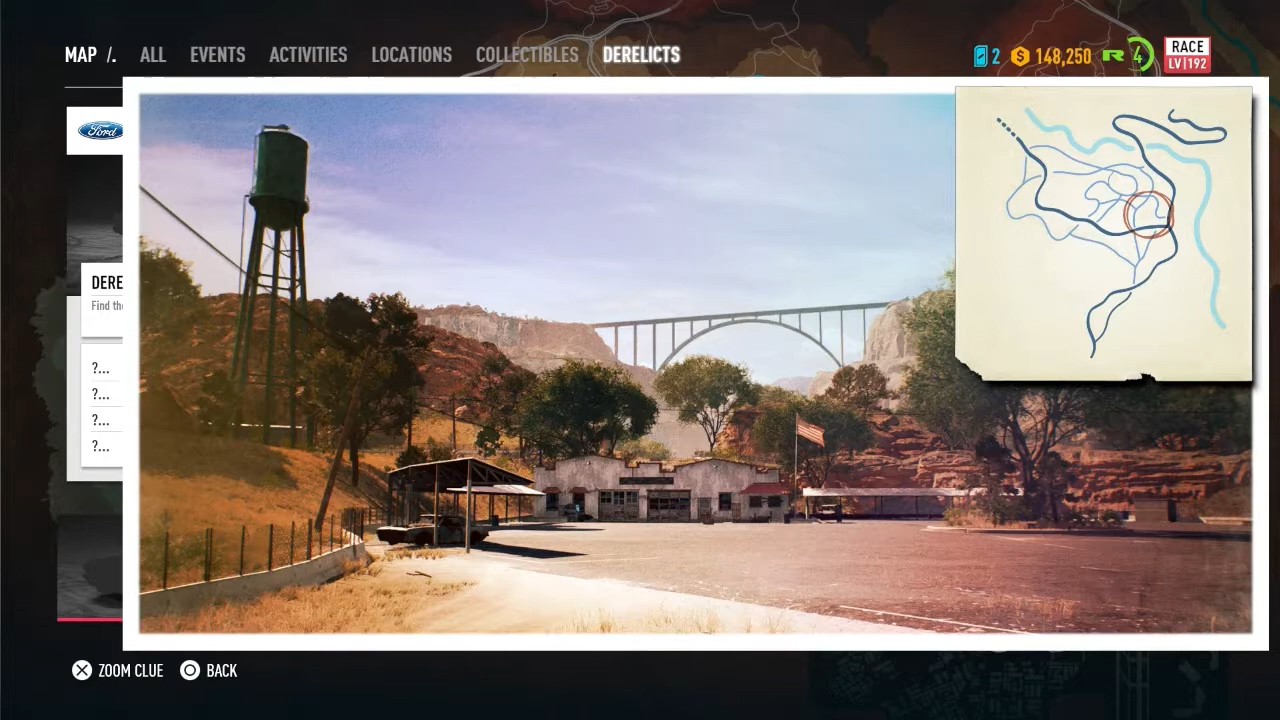 MAP /. ALL EVENTS ACTIVITIES LOCATIONS COLLECTIBLES DERELICTS
2 148,250 R 4 RACE
LV|192
Ford
DERE
Find the
?...
?...
?...
?...
ZOOM CLUE BACK